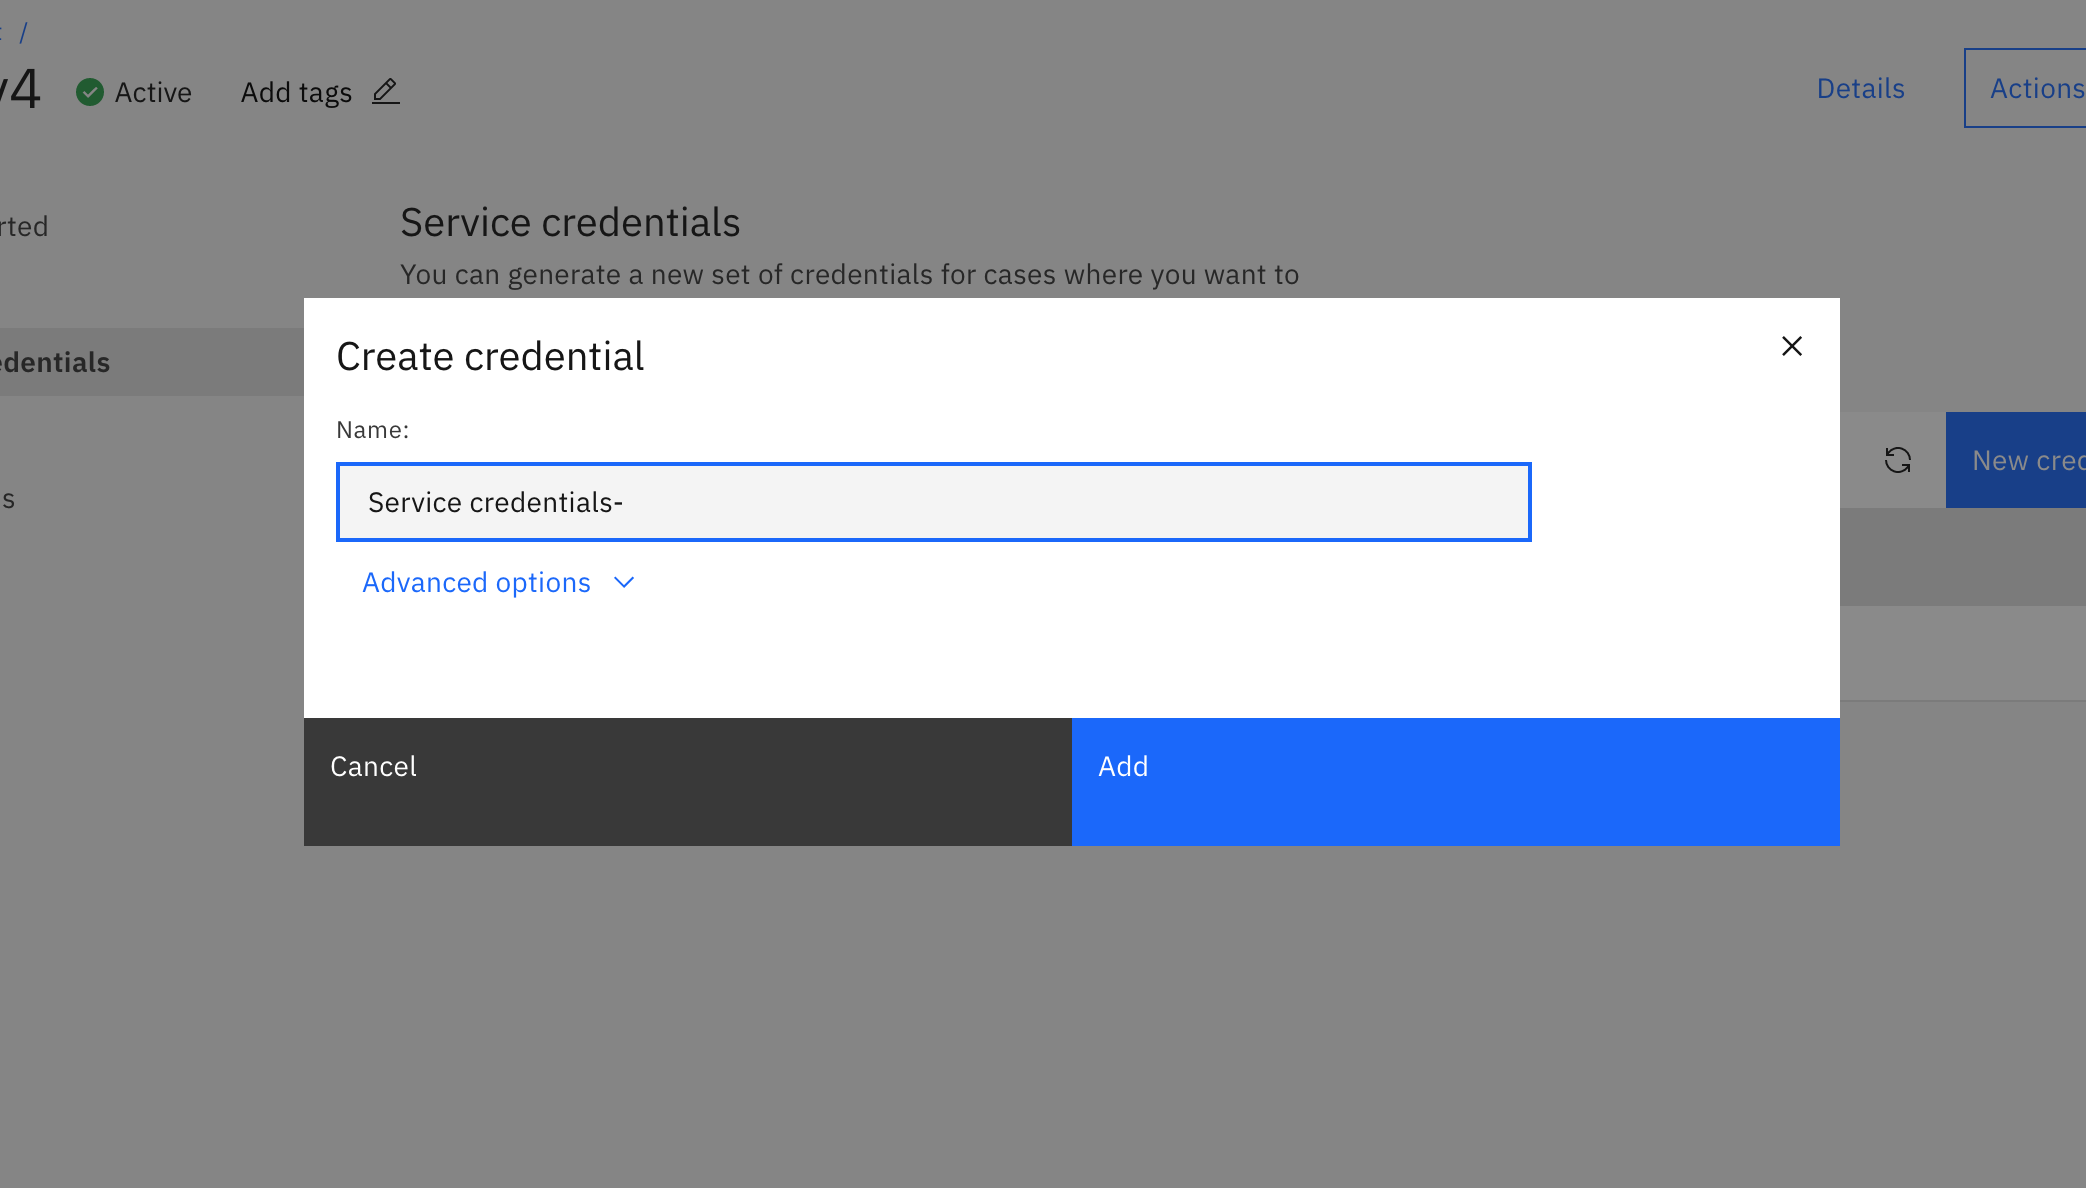 /
v4 Active Add tags Details Actions
rted
Service credentials
You can generate a new set of credentials for cases where you want to
edentials
Create credential
Name:
Service credentials-
Advanced options
New cred
s
Cancel Add